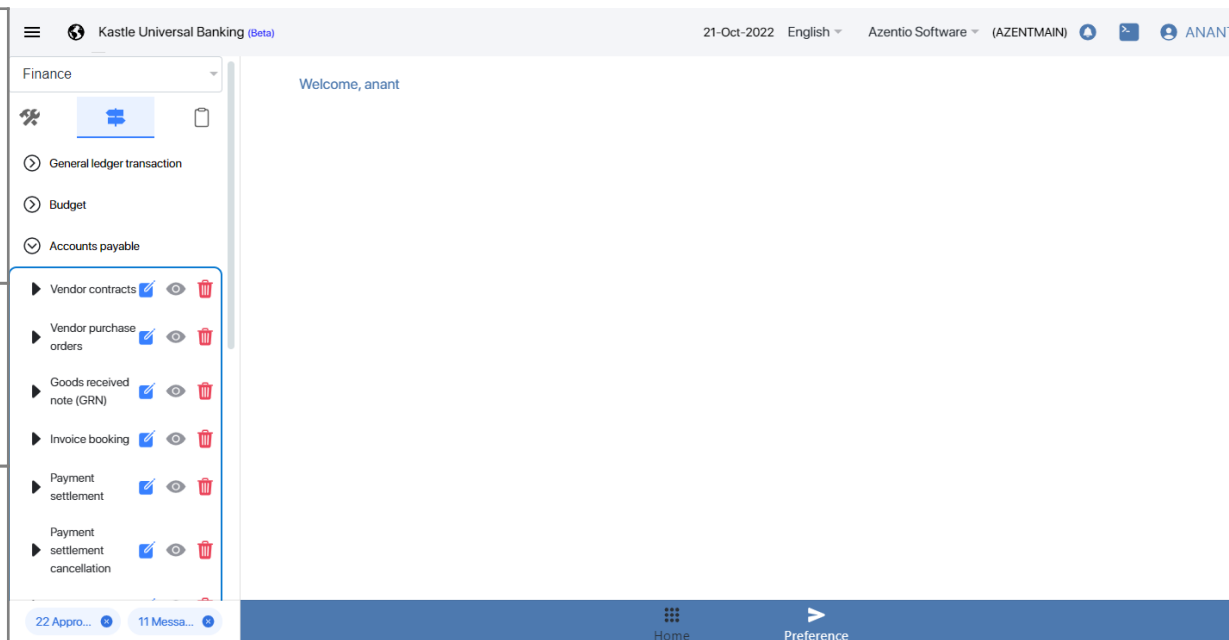 Kastle Universal Banking (Beta)
21-Oct-2022 English Azentio Software (AZENTMAIN) ANANT
Finance
Welcome, anant
General ledger transaction
Budget
Accounts payable
Vendor contracts
Vendor purchase
orders
Goods received
note (GRN)
Invoice booking
Payment
settlement
Payment
settlement
cancellation
22 Appro...
11 Messa...
Home
Preference